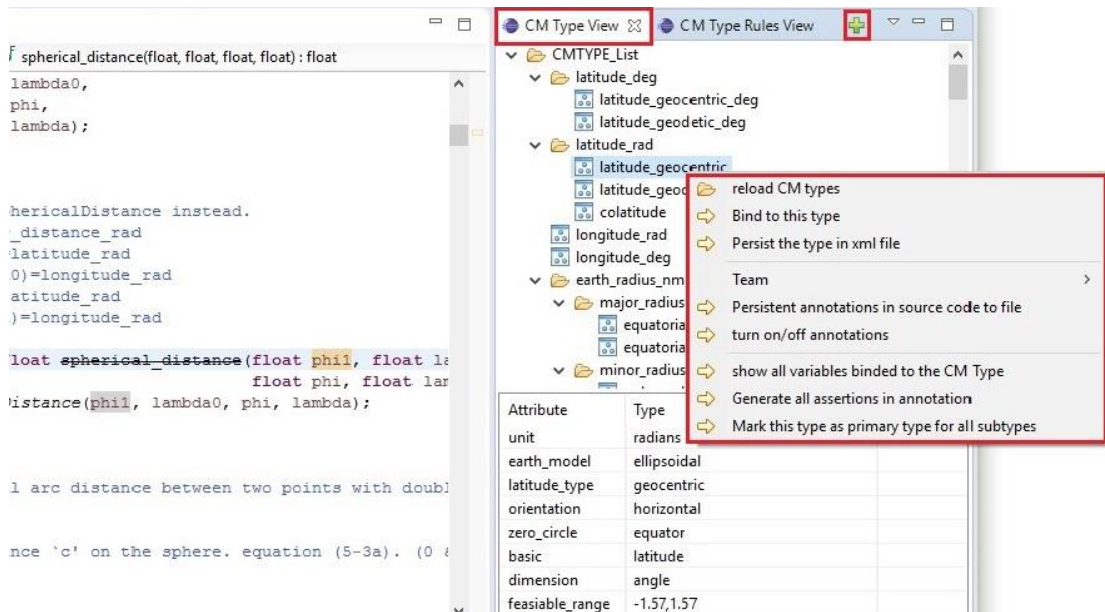 spherical_distance(float, float, float, float) : float
lambda0,
phi,
lambda);
hericalDistance instead.
_distance_rad
latitude_rad
0)=longitude_rad
atitude_rad
)=longitude_rad
float spherical_distance(float phi1, float la
float phi, float lam
istance(phi1, lambda0, phi, lambda);
l arc distance between two points with doubl
nce `c' on the sphere. equation (5-3a). (0
CM Type View
CM Type Rules View
CMTYPE_List
latitude_deg
latitude_geocentric_deg
latitude_geodetic_deg
latitude_rad
latitude_geocentric
latitude_geod
colatitude
longitude_rad
longitude_deg
earth_radius_nm
major_radius
equatoria
equatoria
minor_radius
reload CM types
Bind to this type
Persist the type in xml file
Team
Persistent annotations in source code to file
turn on/off annotations
show all variables binded to the CM Type
Generate all assertions in annotation
Mark this type as primary type for all subtypes
Attribute Type
unit radians
earth_model ellipsoidal
latitude_type geocentric
orientation horizontal
zero_circle equator
basic latitude
dimension angle
feasiable_range -1.57,1.57